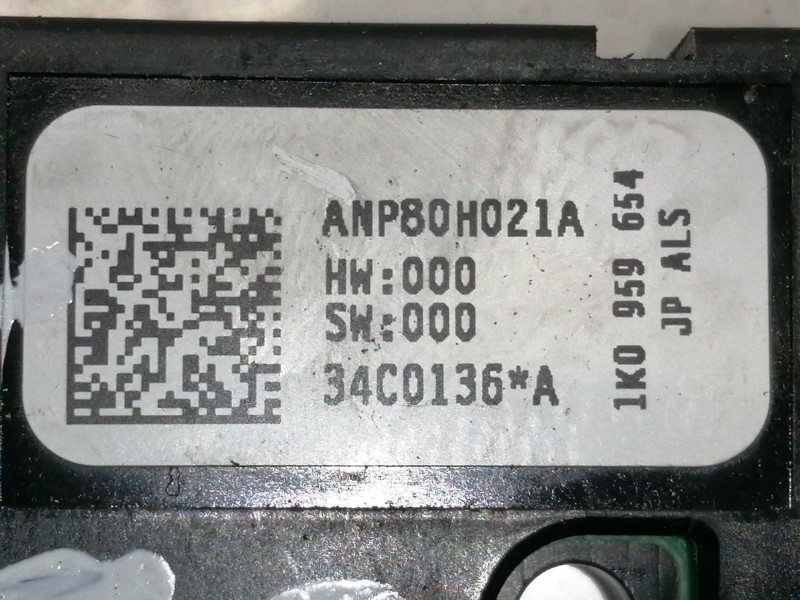 ANP80H021A
HW:000
SW:000
34C0136*A
1K0 959 654
JP ALS